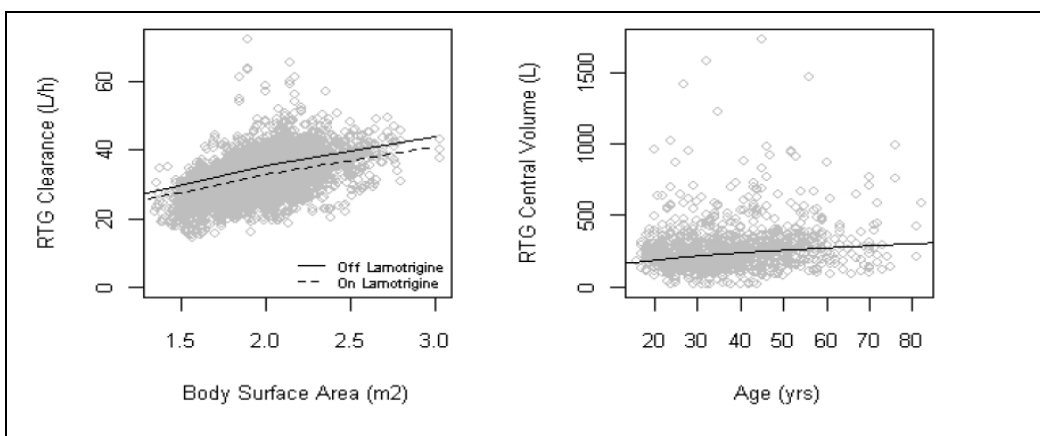 RTG Clearance (L/h)
60
40
20
0
Off Lamotrigine
On Lamotrigine
1.5 2.0 2.5 3.0
Body Surface Area (m2)
RTG Central Volume (L)
1500
1000
500
0
20 30 40 50 60 70 80
Age (yrs)